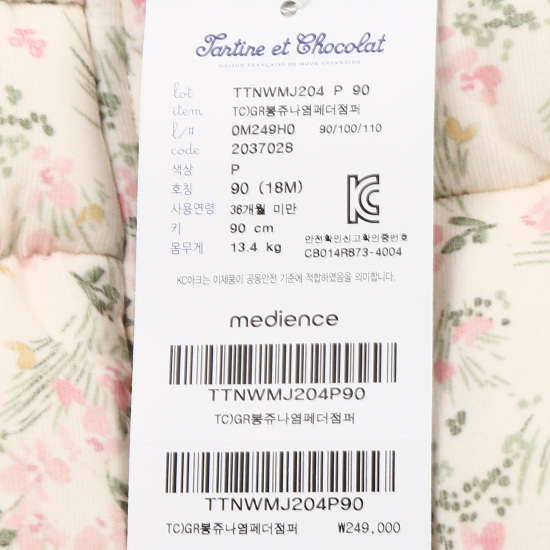 Tartine et Chocolat
MAISON FRANÇAISE DE MODE ENFANTINE
lot TTNWMJ204 P 90
item TC)GR봉쥬나염페더점퍼
l/# 0M249H0 90/100/110
code 2037028
색상 P
호칭 90 (18M)
사용연령 36개월 미만
키 90 cm
몸무게 13.4 kg
KC
안전확인신고확인증번호
CB014R873-4004
KC마크는 이제품이 공통안전 기준에 적합하였음을 의미합니다.
medience
TTNWMJ204P90
TC)GR봉쥬나염페더점퍼
TTNWMJ204P90
TC)GR봉쥬나염페더점퍼 ₩249,000